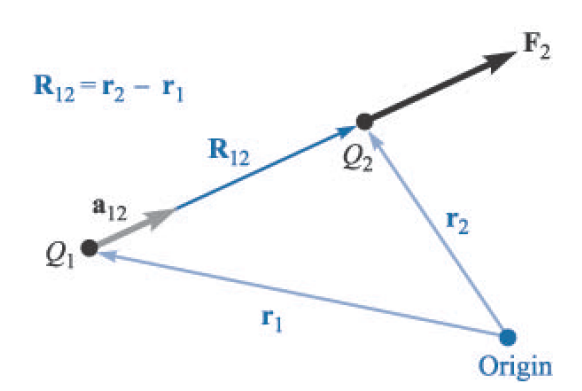 F₂
R₁₂ = r₂ − r₁
R₁₂
Q₂
a₁₂
r₂
Q₁
r₁
Origin